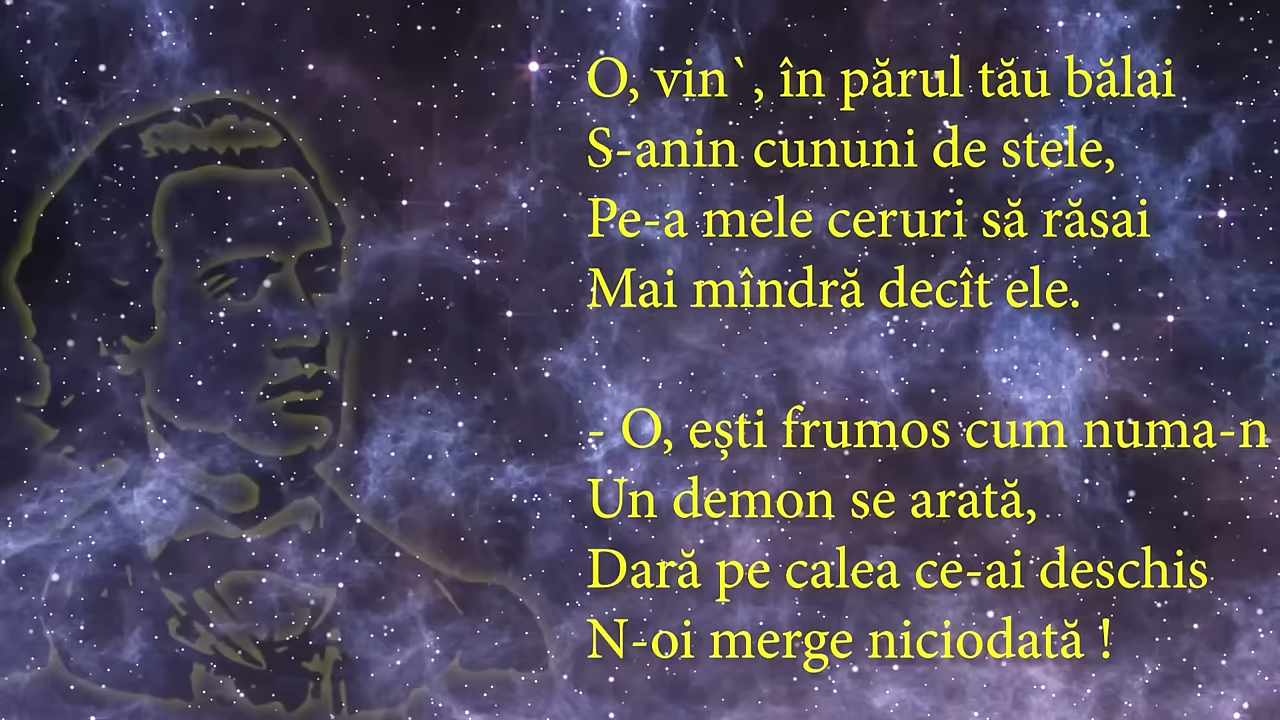 O, vin` , în părul tău bălai
S-anin cununi de stele,
Pe-a mele ceruri să răsai
Mai mîndră decît ele.
- O, ești frumos cum numa-n
Un demon se arată,
Dară pe calea ce-ai deschis
N-oi merge niciodată !